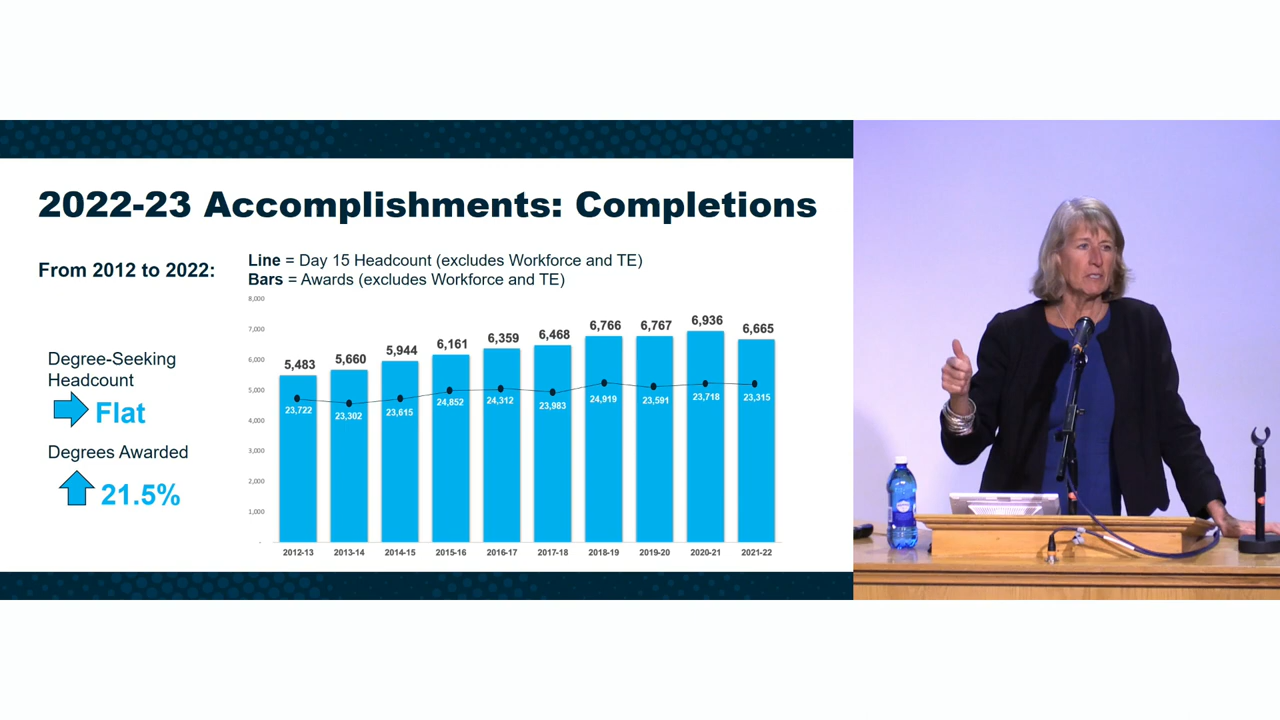 2022-23 Accomplishments: Completions
From 2012 to 2022:
Line = Day 15 Headcount (excludes Workforce and TE)
Bars = Awards (excludes Workforce and TE)
Degree-Seeking
Headcount
Flat
Degrees Awarded
21.5%
8,000
7,000
6,000
5,000
4,000
3,000
2,000
1,000
-
5,483 5,660 5,944 6,161 6,359 6,468 6,766 6,767 6,936 6,665
23,722 23,302 23,615 24,852 24,312 23,983 24,919 23,591 23,718 23,315
2012-13 2013-14 2014-15 2015-16 2016-17 2017-18 2018-19 2019-20 2020-21 2021-22